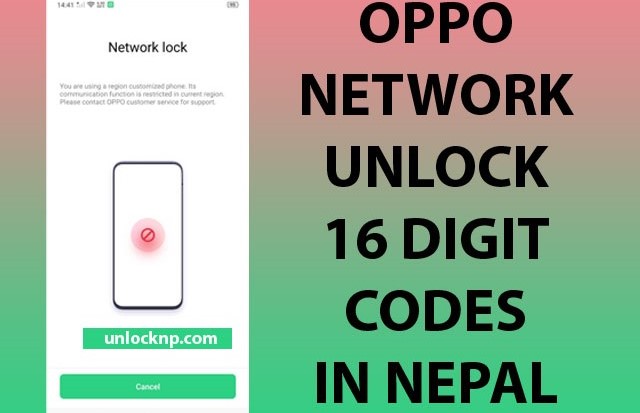 14:41
Network lock
You are using a region customized phone. Its
communication function is restricted in current region.
Please contact OPPO customer service for support.
unlocknp.com
Cancel
OPPO
NETWORK
UNLOCK
16 DIGIT
CODES
IN NEPAL